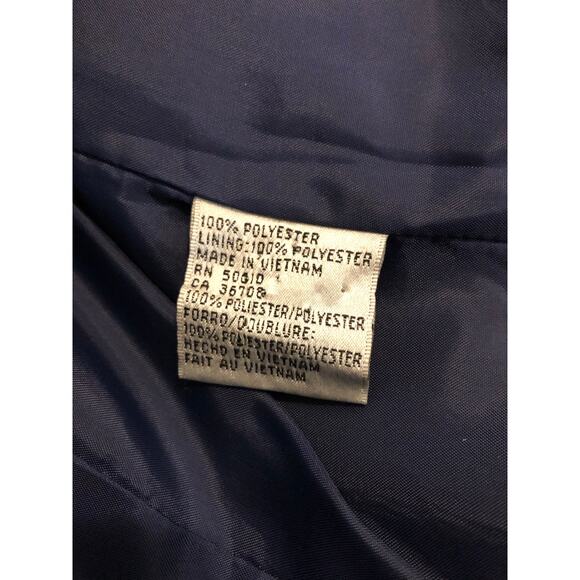 100% POLYESTER
LINING:100% POLYESTER
MADE IN VIETNAM
RN
CA 36708
100% POLIESTER/POLYESTER
FORRO/DOUBLURE:
100% POLIESTER/POLYESTER
HECHO EN VIETNAM
FAIT AU VIETNAM